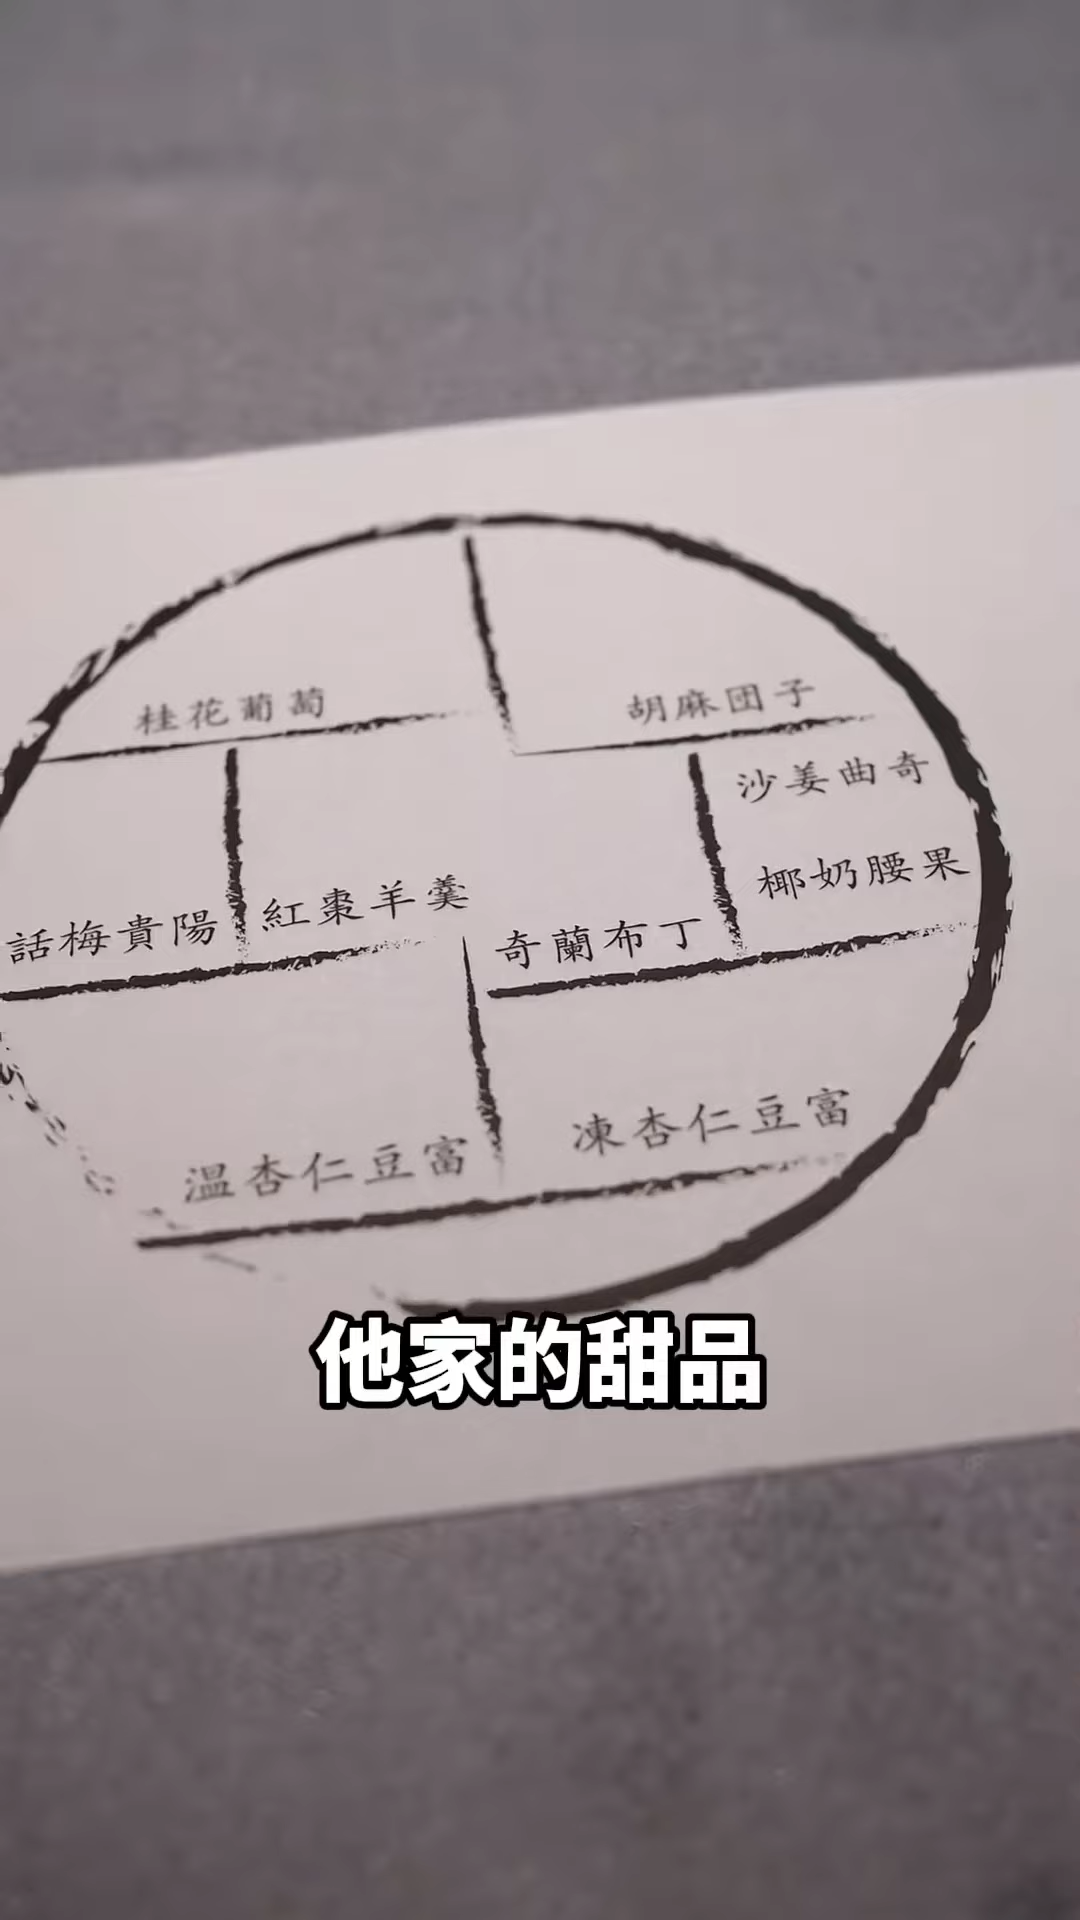 桂花葡萄
胡麻团子
沙姜曲奇
椰奶腰果
話梅貴陽
紅棗羊羹
奇蘭布丁
温杏仁豆富
凍杏仁豆富
他家的甜品